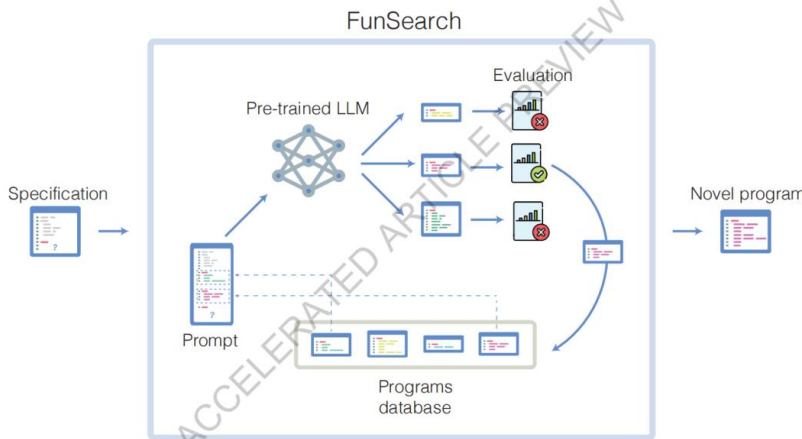 FunSearch
Evaluation
Pre-trained LLM
Specification
?
Novel program
?
Prompt
Programs
database
ACCELERATED ARTICLE PREVIEW